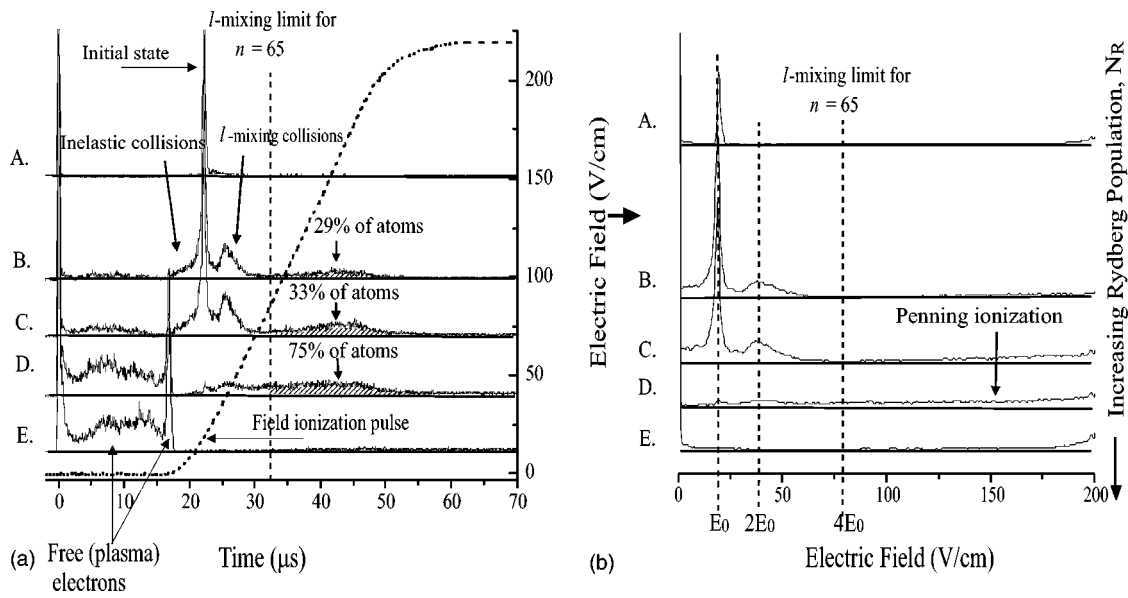 (a)
l-mixing limit for
n = 65
Initial state
Inelastic collisions
l-mixing collisions
A.
29% of atoms
B.
33% of atoms
C.
75% of atoms
D.
Field ionization pulse
E.
200
150
100
50
0
0 10 20 30 40 50 60 70
Free (plasma)
electrons
Time (μs)
Electric Field (V/cm)
(b)
l-mixing limit for
n = 65
A.
B.
Penning ionization
C.
D.
E.
0 50 100 150 200
E0 2E0 4E0
Electric Field (V/cm)
Increasing Rydberg Population, NR